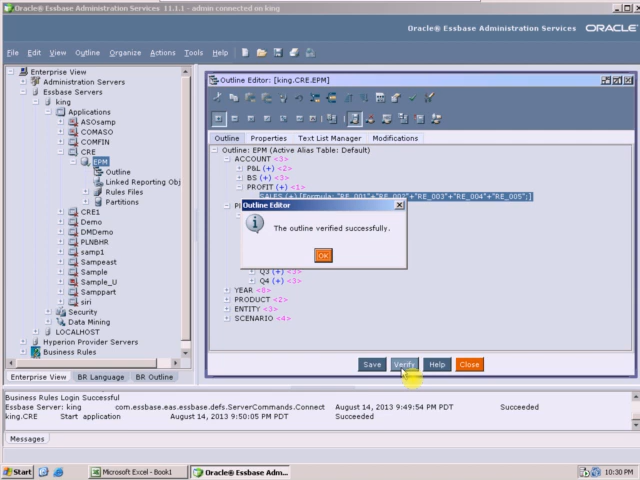 Oracle® Essbase Administration Services 11.1.1 - admin connected on king
Oracle® Essbase Administration Services ORACLE
File Edit View Outline Organize Actions Tools Help
Enterprise View
Administration Servers
Essbase Servers
king
Applications
ASOsamp
COMASO
COMFIN
CRE
EPM
Outline
Linked Reporting Obj
Rules Files
Partitions
CRE1
Demo
DMDemo
PLNBHR
samp1
Sampeast
Sample
Sample_U
Samppart
siri
Security
Data Mining
LOCALHOST
Hyperion Provider Servers
Business Rules
Enterprise View BR Language BR Outline
Outline Editor: [king.CRE.EPM]
Outline Properties Text List Manager Modifications
Outline: EPM (Active Alias Table: Default)
ACCOUNT <3>
P&L (+) <2>
BS (+) <3>
PROFIT (+) <1>
SALES (+) [Formula: "RE_001"+"RE_002"+"RE_003"+"RE_004"+"RE_005";]
Outline Editor
The outline verified successfully.
OK
Q3 (+) <3>
Q4 (+) <3>
YEAR <8>
PRODUCT <2>
ENTITY <3>
SCENARIO <4>
Save Verify Help Close
Business Rules Login Successful
Essbase Server: king com.essbase.eas.essbase.defs.ServerCommands.Connect August 14, 2013 9:49:54 PM PDT Succeeded
king.CRE Start application August 14, 2013 9:50:05 PM PDT Succeeded
Messages
Start Microsoft Excel - Book1 Oracle® Essbase Adm... 10:30 PM